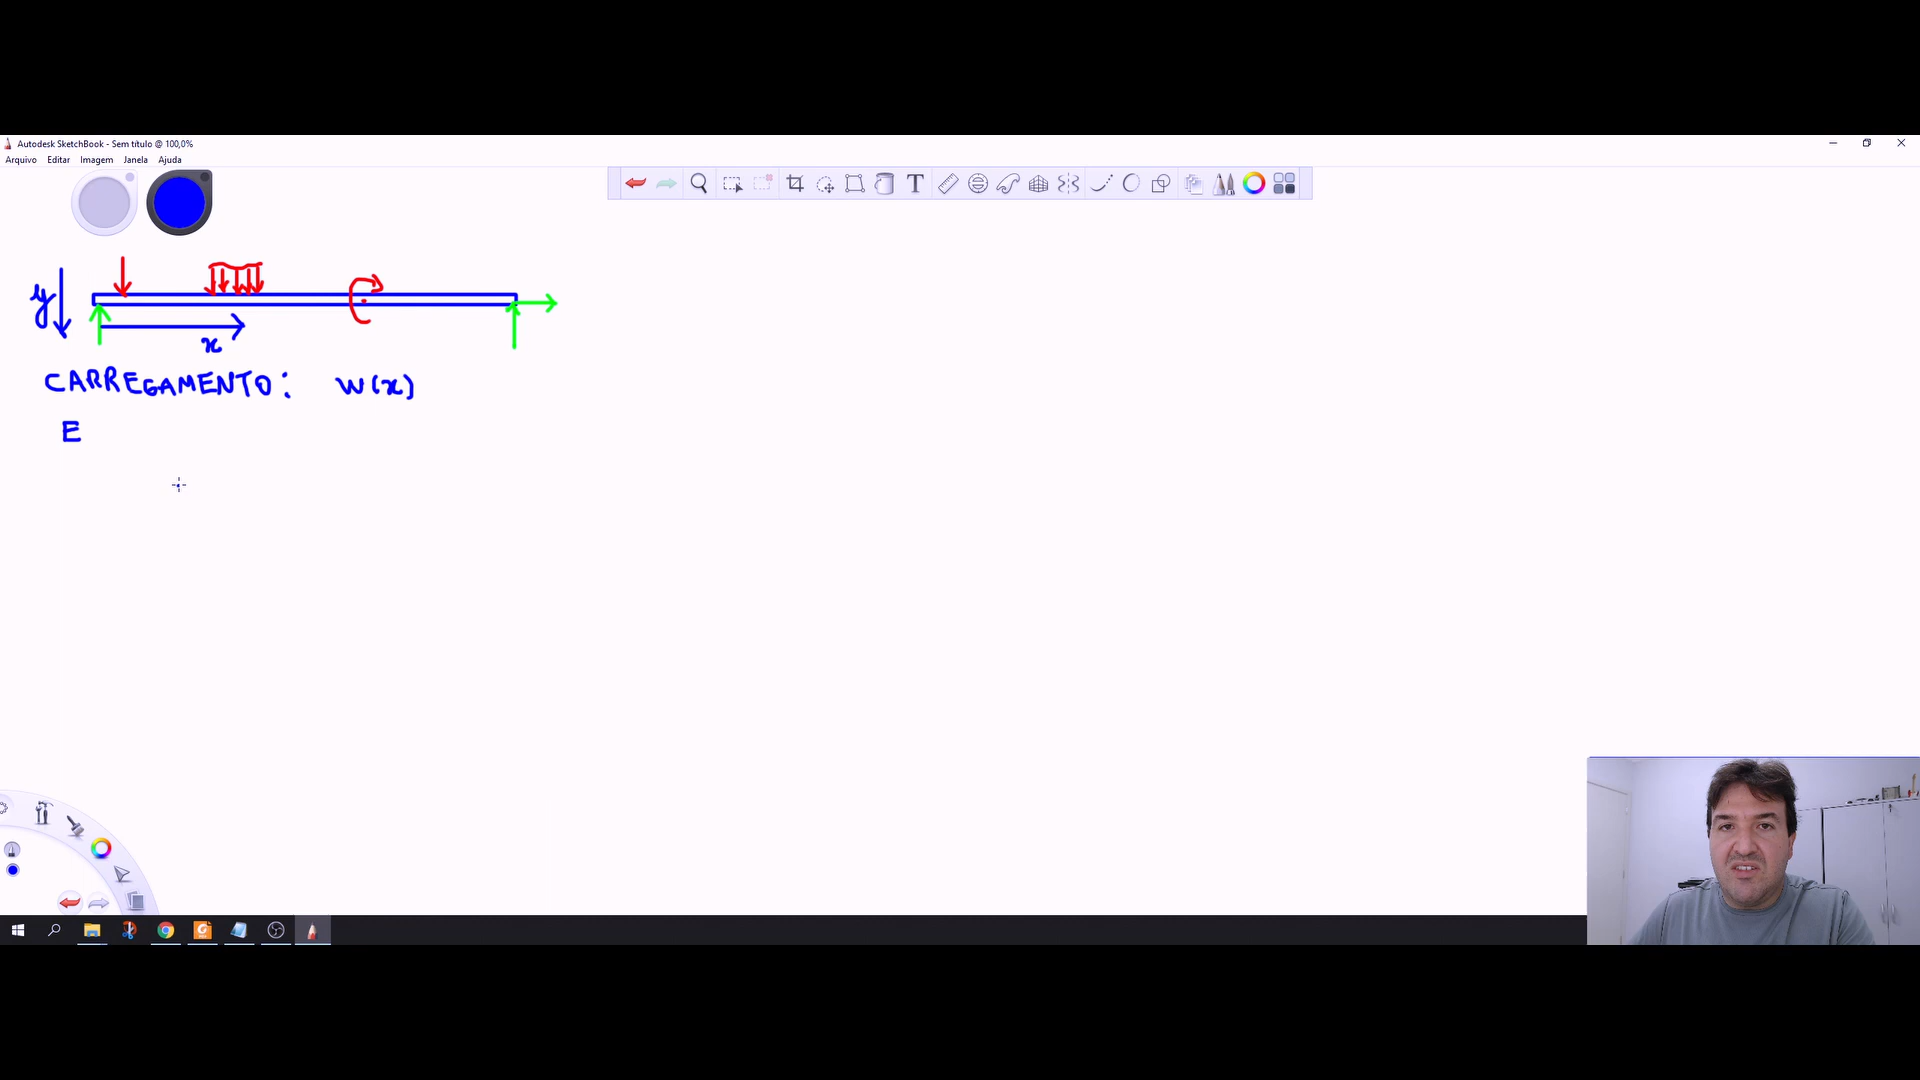 Autodesk SketchBook - Sem título @ 100,0%
Arquivo Editar Imagem Janela Ajuda
T
y
x
CARREGAMENTO: w(x)
E